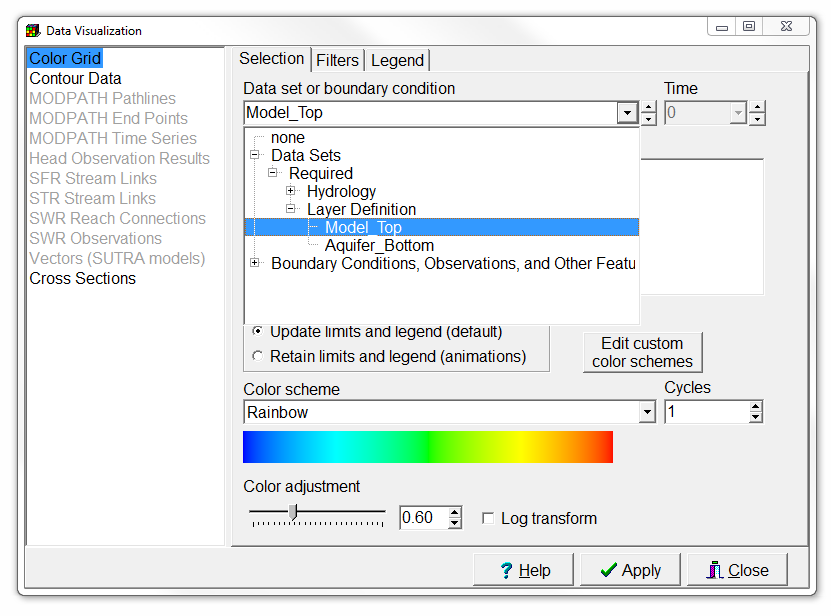 Data Visualization
Color Grid
Contour Data
MODPATH Pathlines
MODPATH End Points
MODPATH Time Series
Head Observation Results
SFR Stream Links
STR Stream Links
SWR Reach Connections
SWR Observations
Vectors (SUTRA models)
Cross Sections
Selection Filters Legend
Data set or boundary condition Time
Model_Top 0
none
Data Sets
Required
Hydrology
Layer Definition
Model_Top
Aquifer_Bottom
Boundary Conditions, Observations, and Other Featu
Update limits and legend (default)
Retain limits and legend (animations)
Edit custom
color schemes
Color scheme Cycles
Rainbow 1
Color adjustment
0.60 Log transform
? Help Apply Close